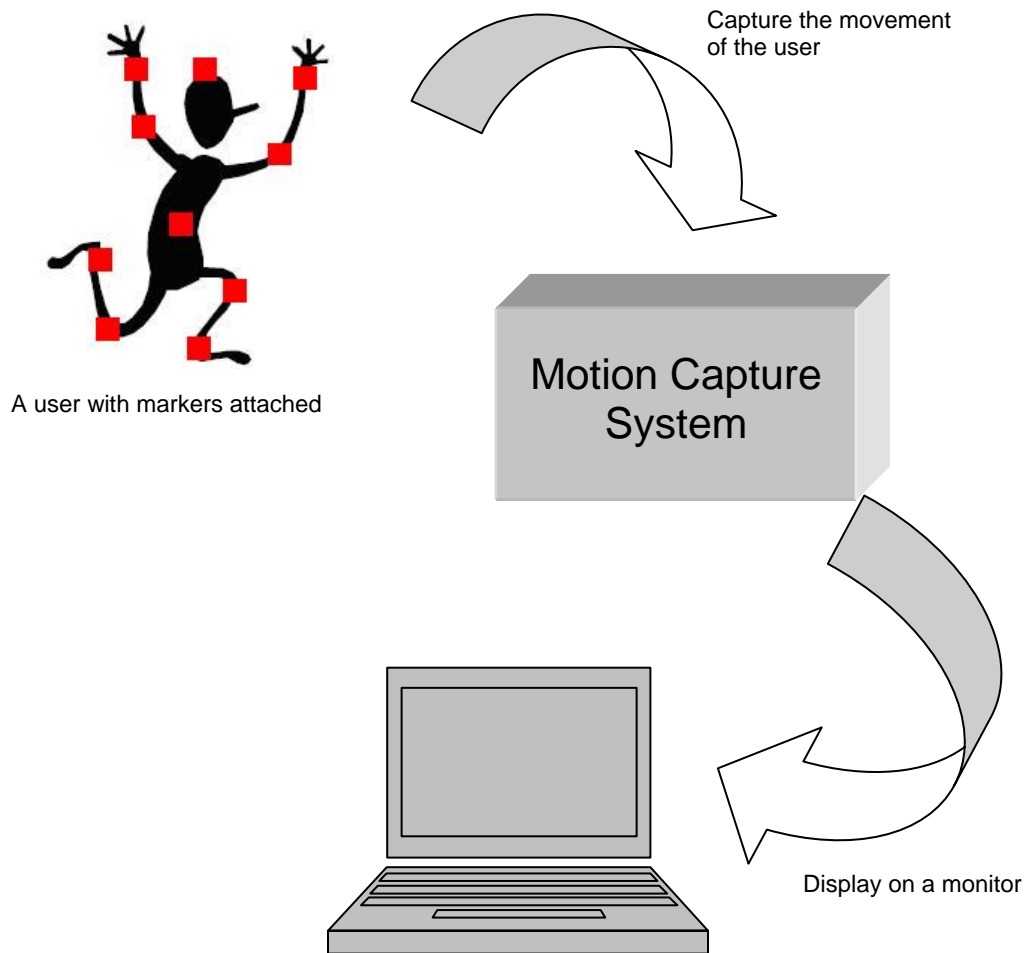 Capture the movement
of the user
A user with markers attached
Motion Capture
System
Display on a monitor